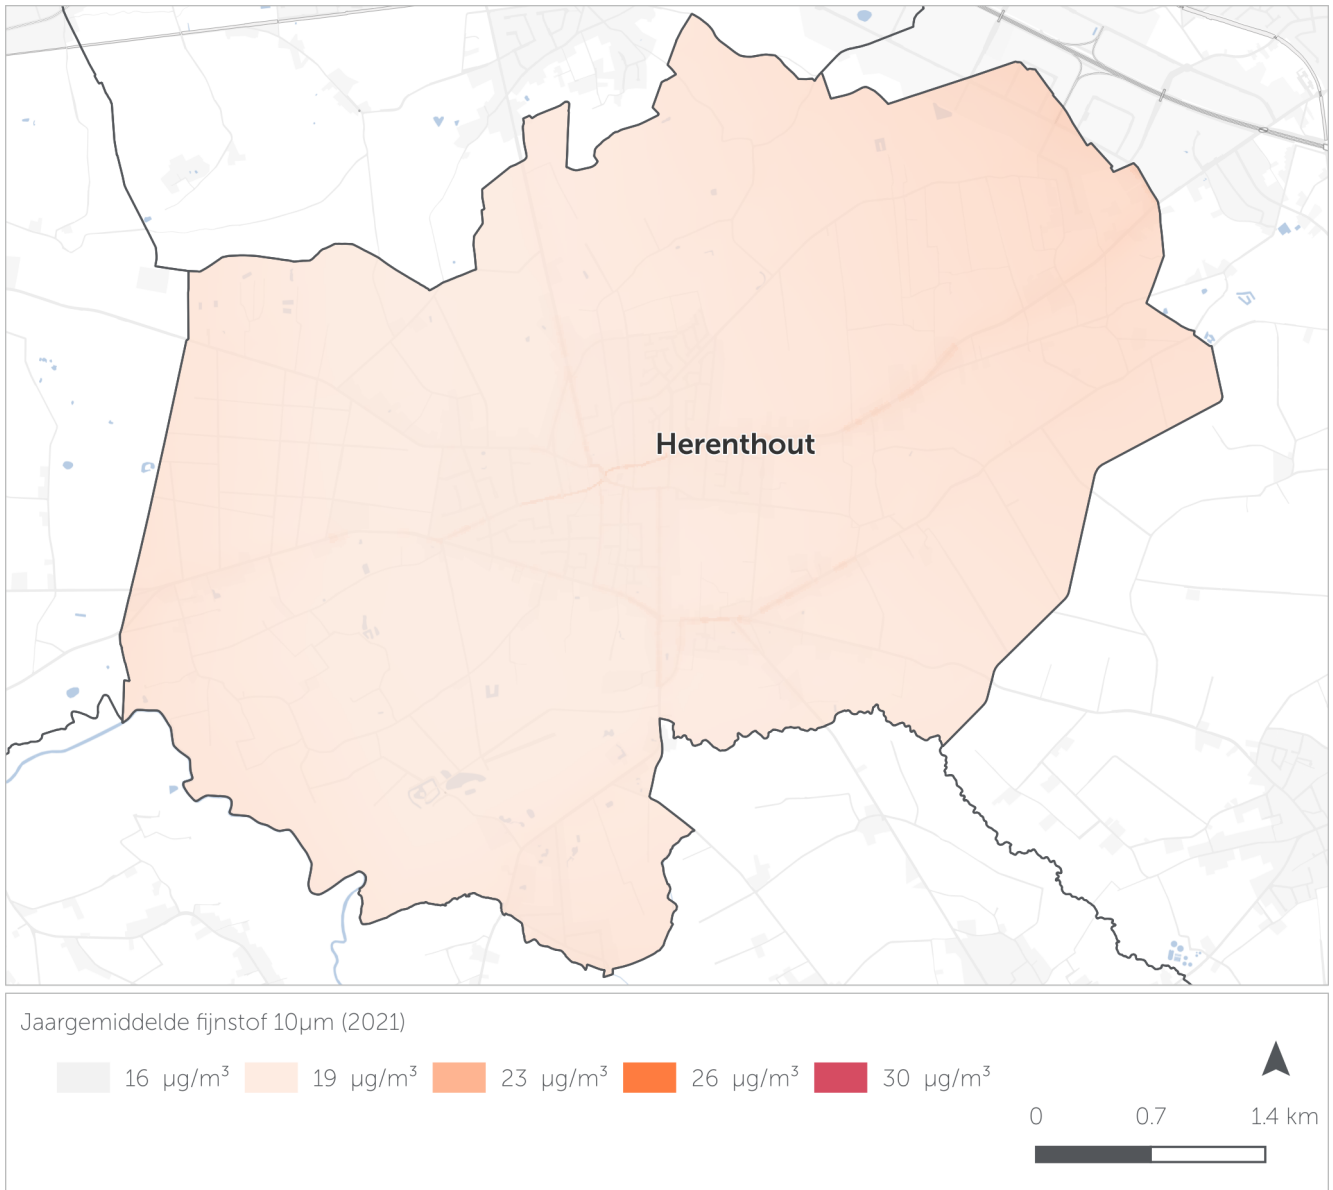 Herenthout
Jaargemiddelde fijnstof 10µm (2021)
16 µg/m³ 19 µg/m³ 23 µg/m³ 26 µg/m³ 30 µg/m³
0 0.7 1.4 km